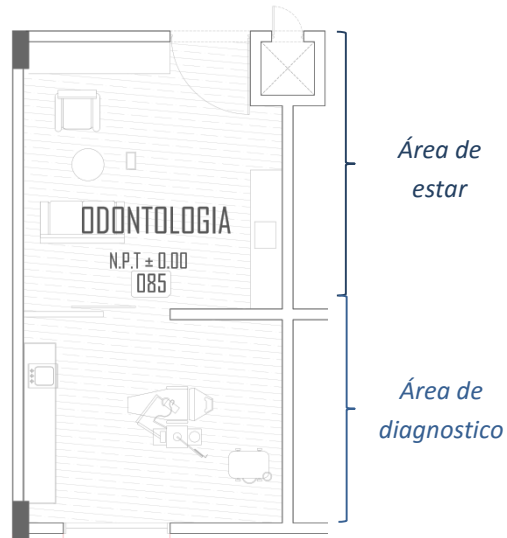 Área de
estar
ODONTOLOGIA
N.P.T ± 0.00
085
Área de
diagnostico